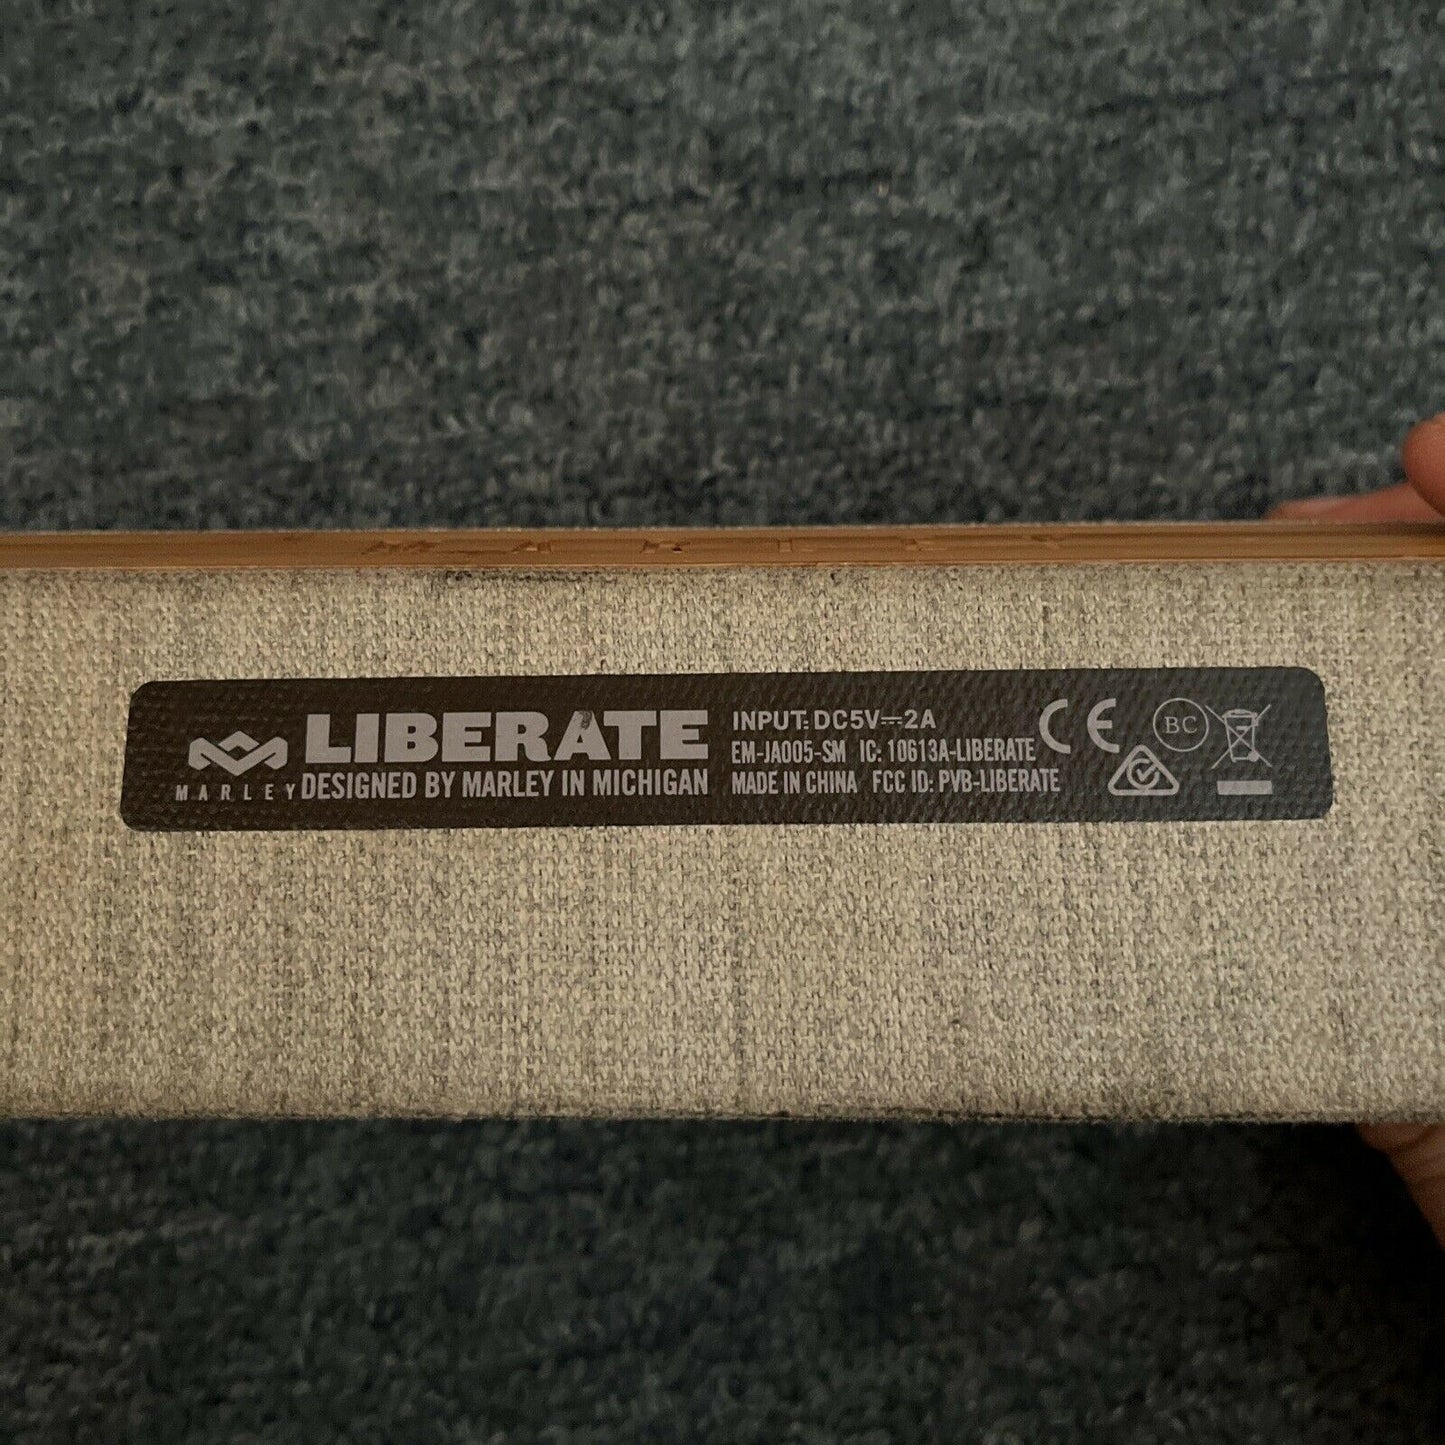 MARLEY
LIBERATE
DESIGNED BY MARLEY IN MICHIGAN
MARLEY
INPUT: DC5V⎓2A
EM-JA005-SM IC: 10613A-LIBERATE
MADE IN CHINA FCC ID: PVB-LIBERATE
CE
BC